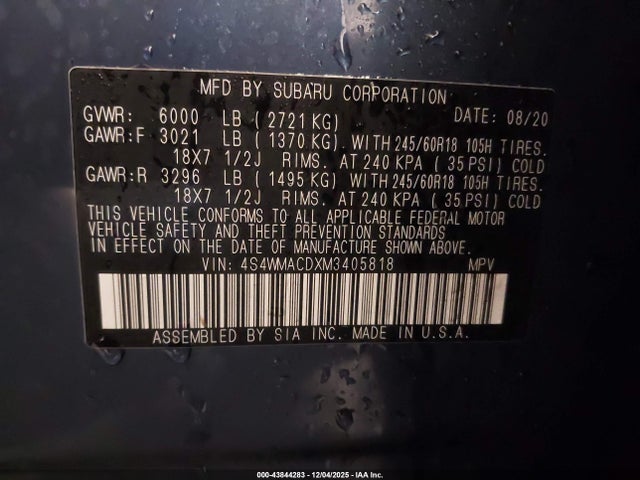 MFD BY SUBARU CORPORATION
GVWR: 6000 LB (2721 KG) DATE: 08/20
GAWR:F 3021 LB (1370 KG). WITH 245/60R18 105H TIRES.
18X7 1/2J RIMS. AT 240 KPA (35 PSI) COLD
GAWR:R 3296 LB (1495 KG) WITH 245/60R18 105H TIRES.
18X7 1/2J RIMS. AT 240 KPA (35 PSI) COLD
THIS VEHICLE CONFORMS TO ALL APPLICABLE FEDERAL MOTOR
VEHICLE SAFETY AND THEFT PREVENTION STANDARDS
IN EFFECT ON THE DATE OF MANUFACTURE SHOWN ABOVE.
VIN: 4S4WMACDXM3405818 MPV
ASSEMBLED BY SIA INC. MADE IN U.S.A.
000-43844283 - 12/04/2025 - IAA Inc.